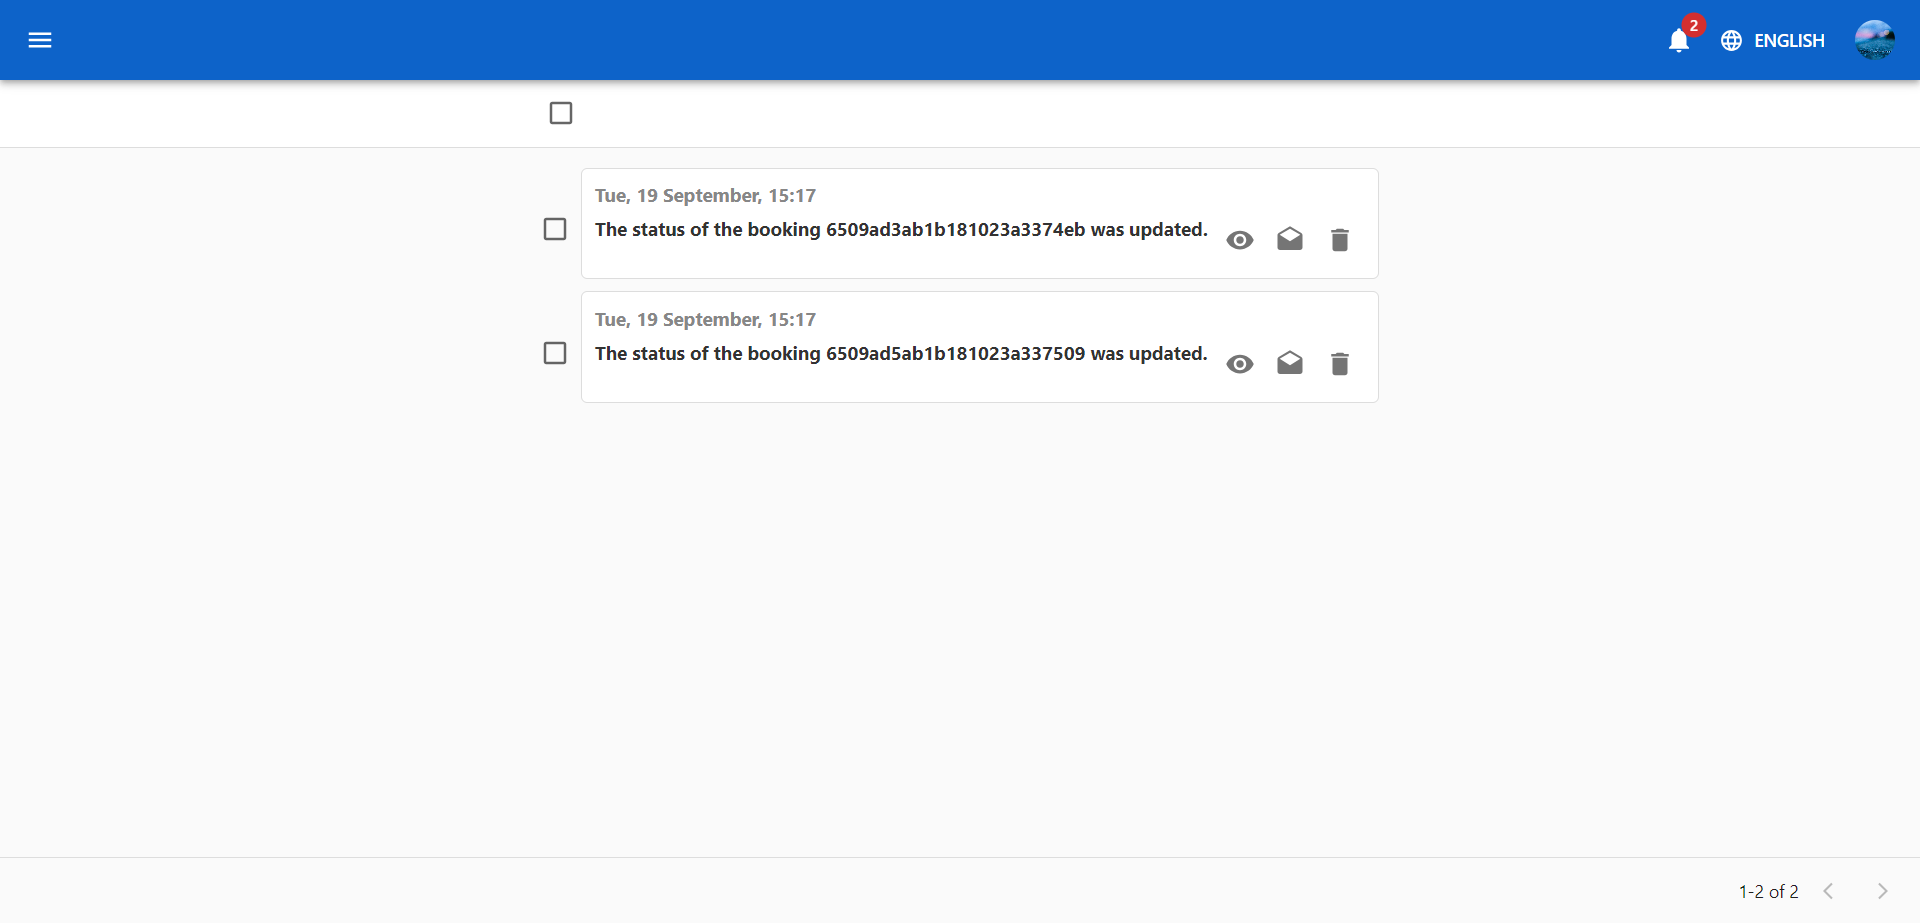 2
ENGLISH
Tue, 19 September, 15:17
The status of the booking 6509ad3ab1b181023a3374eb was updated.
Tue, 19 September, 15:17
The status of the booking 6509ad5ab1b181023a337509 was updated.
1-2 of 2